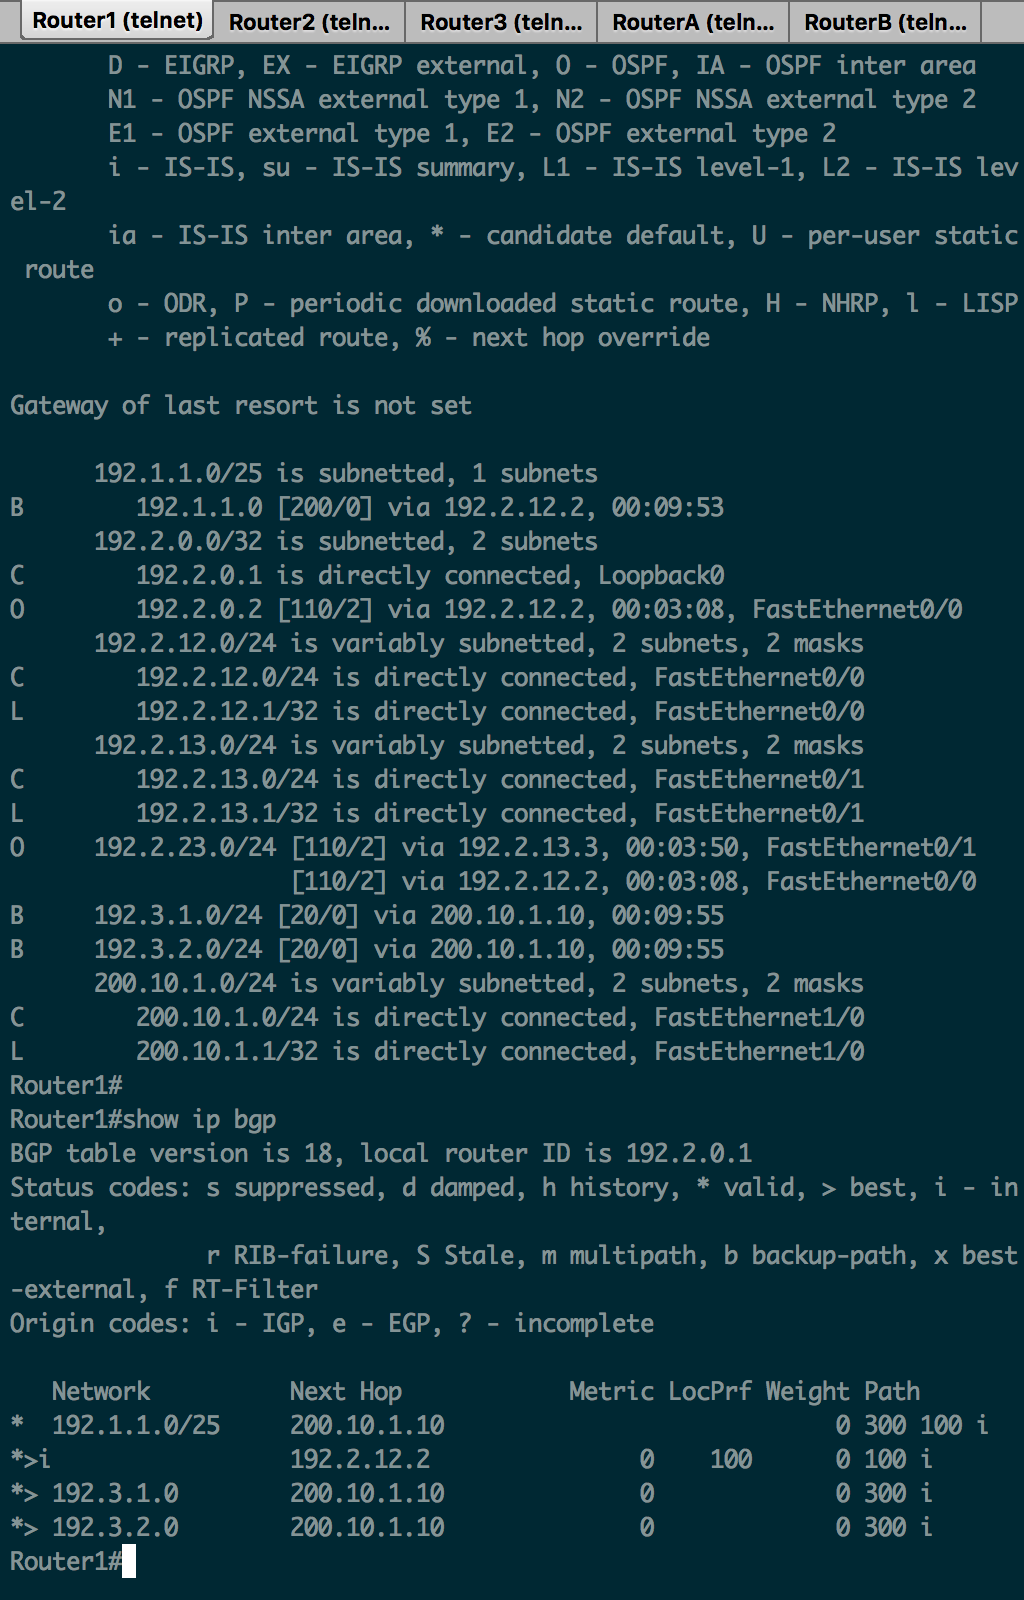 Router1 (telnet) Router2 (teln... Router3 (teln... RouterA (teln... RouterB (teln...
D - EIGRP, EX - EIGRP external, O - OSPF, IA - OSPF inter area
N1 - OSPF NSSA external type 1, N2 - OSPF NSSA external type 2
E1 - OSPF external type 1, E2 - OSPF external type 2
i - IS-IS, su - IS-IS summary, L1 - IS-IS level-1, L2 - IS-IS lev
el-2
ia - IS-IS inter area, * - candidate default, U - per-user static
route
o - ODR, P - periodic downloaded static route, H - NHRP, l - LISP
+ - replicated route, % - next hop override
Gateway of last resort is not set
192.1.1.0/25 is subnetted, 1 subnets
B 192.1.1.0 [200/0] via 192.2.12.2, 00:09:53
192.2.0.0/32 is subnetted, 2 subnets
C 192.2.0.1 is directly connected, Loopback0
O 192.2.0.2 [110/2] via 192.2.12.2, 00:03:08, FastEthernet0/0
192.2.12.0/24 is variably subnetted, 2 subnets, 2 masks
C 192.2.12.0/24 is directly connected, FastEthernet0/0
L 192.2.12.1/32 is directly connected, FastEthernet0/0
192.2.13.0/24 is variably subnetted, 2 subnets, 2 masks
C 192.2.13.0/24 is directly connected, FastEthernet0/1
L 192.2.13.1/32 is directly connected, FastEthernet0/1
O 192.2.23.0/24 [110/2] via 192.2.13.3, 00:03:50, FastEthernet0/1
[110/2] via 192.2.12.2, 00:03:08, FastEthernet0/0
B 192.3.1.0/24 [20/0] via 200.10.1.10, 00:09:55
B 192.3.2.0/24 [20/0] via 200.10.1.10, 00:09:55
200.10.1.0/24 is variably subnetted, 2 subnets, 2 masks
C 200.10.1.0/24 is directly connected, FastEthernet1/0
L 200.10.1.1/32 is directly connected, FastEthernet1/0
Router1#
Router1#show ip bgp
BGP table version is 18, local router ID is 192.2.0.1
Status codes: s suppressed, d damped, h history, * valid, > best, i - in
ternal,
r RIB-failure, S Stale, m multipath, b backup-path, x best
-external, f RT-Filter
Origin codes: i - IGP, e - EGP, ? - incomplete
Network Next Hop Metric LocPrf Weight Path
* 192.1.1.0/25 200.10.1.10 0 300 100 i
*>i 192.2.12.2 0 100 0 100 i
*> 192.3.1.0 200.10.1.10 0 0 300 i
*> 192.3.2.0 200.10.1.10 0 0 300 i
Router1#